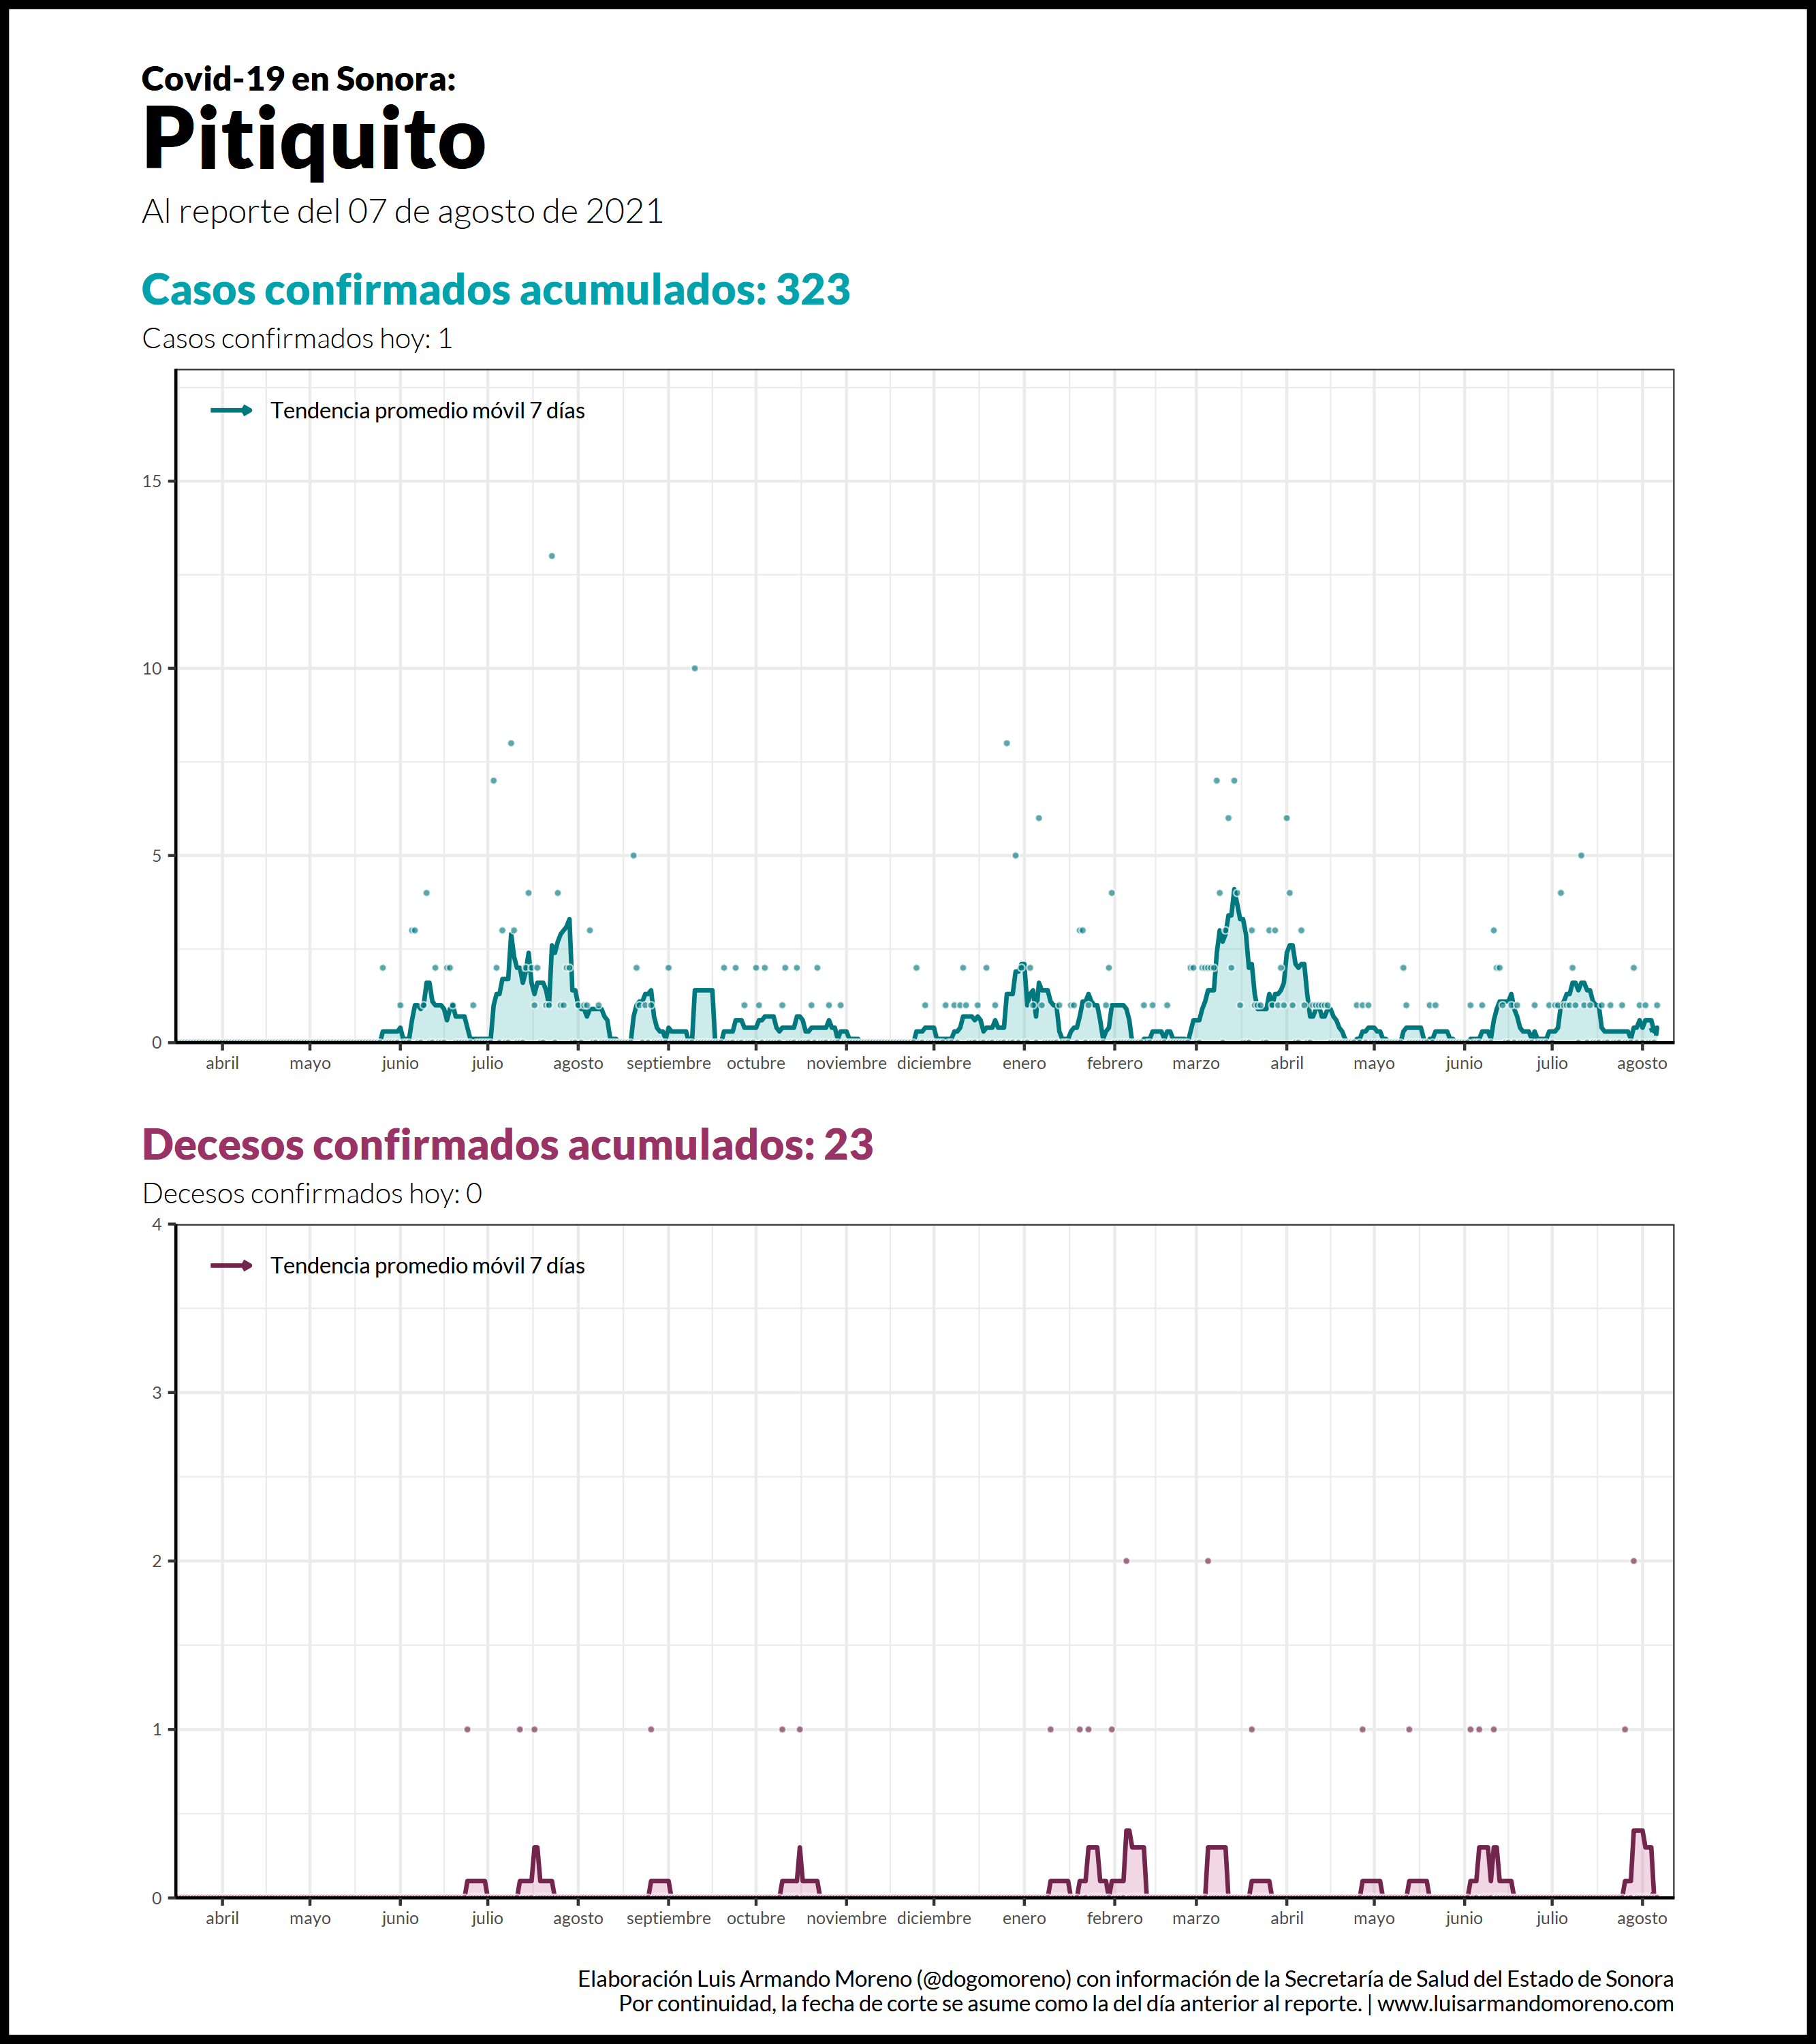 Covid-19 en Sonora:
Pitiquito
Al reporte del 07 de agosto de 2021
Casos confirmados acumulados: 323
Casos confirmados hoy: 1
Tendencia promedio móvil 7 días
15
10
5
0
abril mayo junio julio agosto septiembre octubre noviembre diciembre enero febrero marzo abril mayo junio julio agosto
Decesos confirmados acumulados: 23
Decesos confirmados hoy: 0
4
Tendencia promedio móvil 7 días
3
2
1
0
abril mayo junio julio agosto septiembre octubre noviembre diciembre enero febrero marzo abril mayo junio julio agosto
Elaboración Luis Armando Moreno (@dogomoreno) con información de la Secretaría de Salud del Estado de Sonora
Por continuidad, la fecha de corte se asume como la del día anterior al reporte. | www.luisarmandomoreno.com